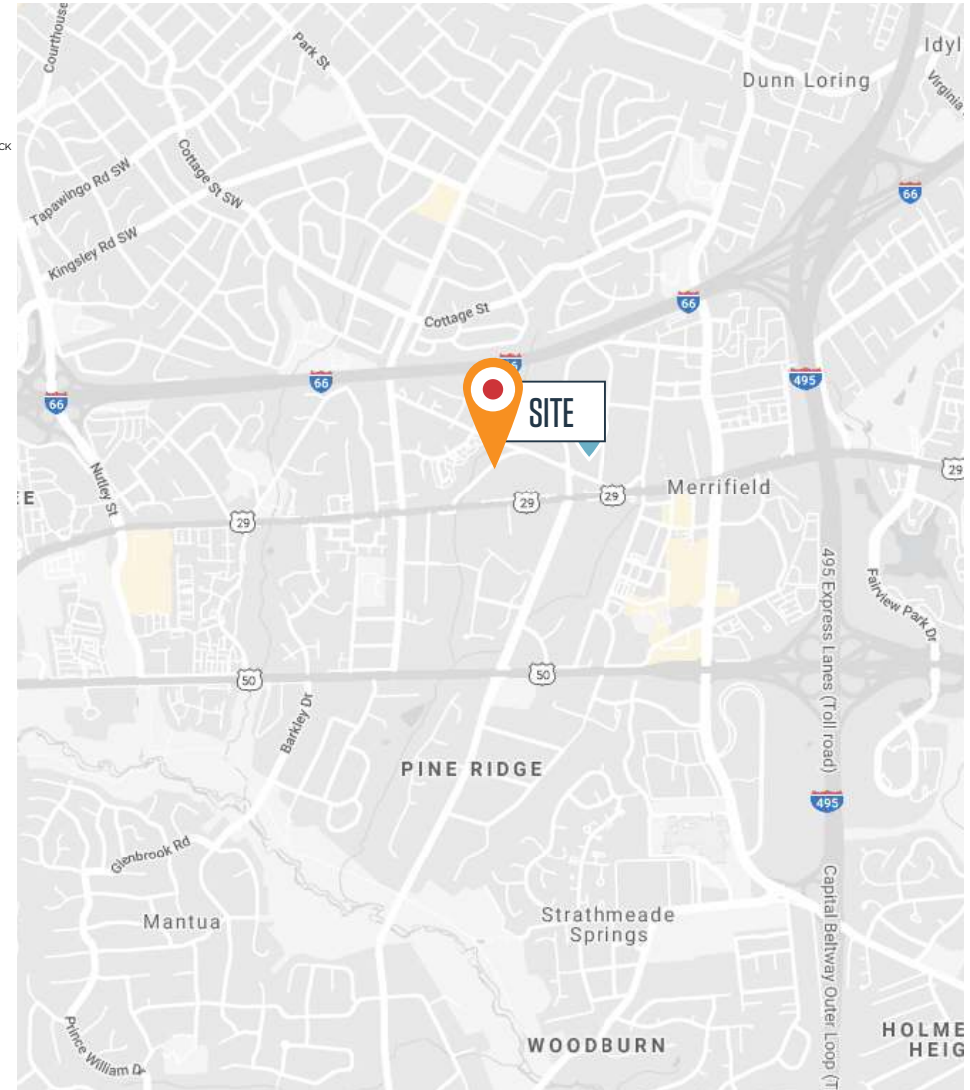 Courthouse
Park St
Idyl
Dunn Loring
Virginia
CK
Cottage St SW
Tapawingo Rd SW
66
Kingsley Rd SW
66
Cottage St
66
495
66
SITE
29
Nutley St
EE
Merrifield
29
29
29
495 Express Lanes (Toll road)
Fairview Park Dr
50
50
Barkley Dr
PINE RIDGE
495
Glenbrook Rd
Capital Beltway Outer Loop (T
Mantua
Strathmeade
Springs
Prince William Dr
WOODBURN
HOLME
HEIG